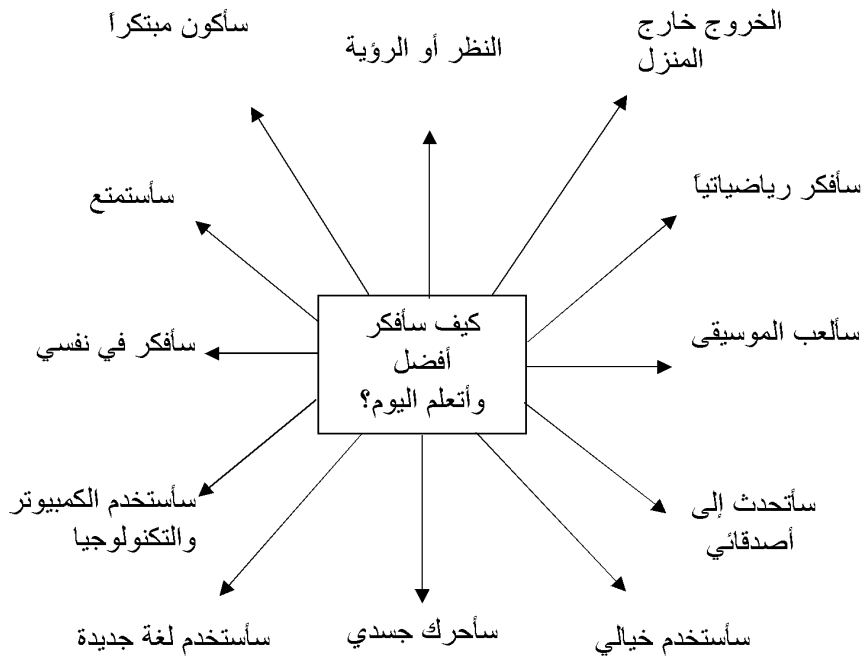 الخروج خارج
المنزل
النظر أو الرؤية
سأكون مبتكراً
سأفكر رياضياتياً
سأستمتع
كيف سأفكر
أفضل
وأتعلم اليوم؟
سألعب الموسيقى
سأفكر في نفسي
سأتحدث إلى
أصدقائي
سأستخدم الكمبيوتر
والتكنولوجيا
سأستخدم خيالي
سأحرك جسدي
سأستخدم لغة جديدة